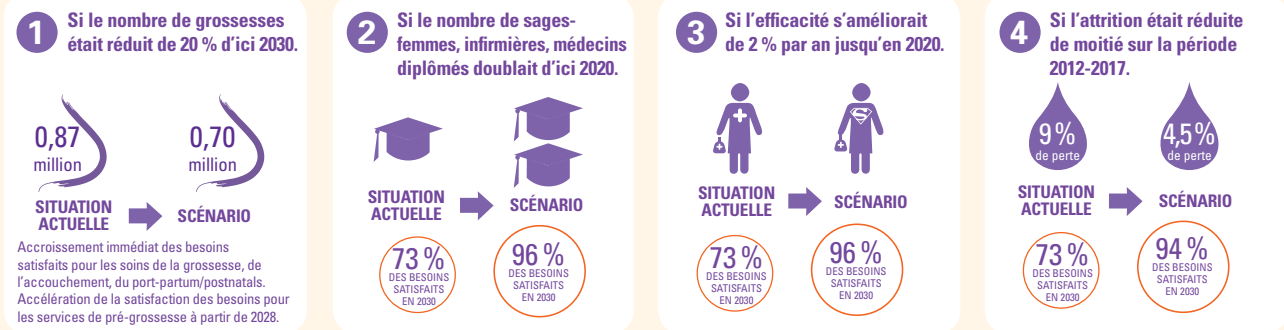 1
Si le nombre de grossesses
était réduit de 20 % d'ici 2030.
0,87
million
0,70
million
SITUATION
ACTUELLE
SCÉNARIO
Accroissement immédiat des besoins
satisfaits pour les soins de la grossesse, de
l'accouchement, du port-partum/postnatals.
Accélération de la satisfaction des besoins pour
les services de pré-grossesse à partir de 2028.
2
Si le nombre de sages-
femmes, infirmières, médecins
diplômés doublait d'ici 2020.
SITUATION
ACTUELLE
SCÉNARIO
73 %
DES BESOINS
SATISFAITS
EN 2030
96 %
DES BESOINS
SATISFAITS
EN 2030
3
Si l'efficacité s'améliorait
de 2 % par an jusqu'en 2020.
S
SITUATION
ACTUELLE
SCÉNARIO
73 %
DES BESOINS
SATISFAITS
EN 2030
96 %
DES BESOINS
SATISFAITS
EN 2030
4
Si l'attrition était réduite
de moitié sur la période
2012-2017.
9 %
de perte
4,5 %
de perte
SITUATION
ACTUELLE
SCÉNARIO
73 %
DES BESOINS
SATISFAITS
EN 2030
94 %
DES BESOINS
SATISFAITS
EN 2030